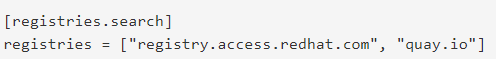 [registries.search]
registries = ["registry.access.redhat.com", "quay.io"]